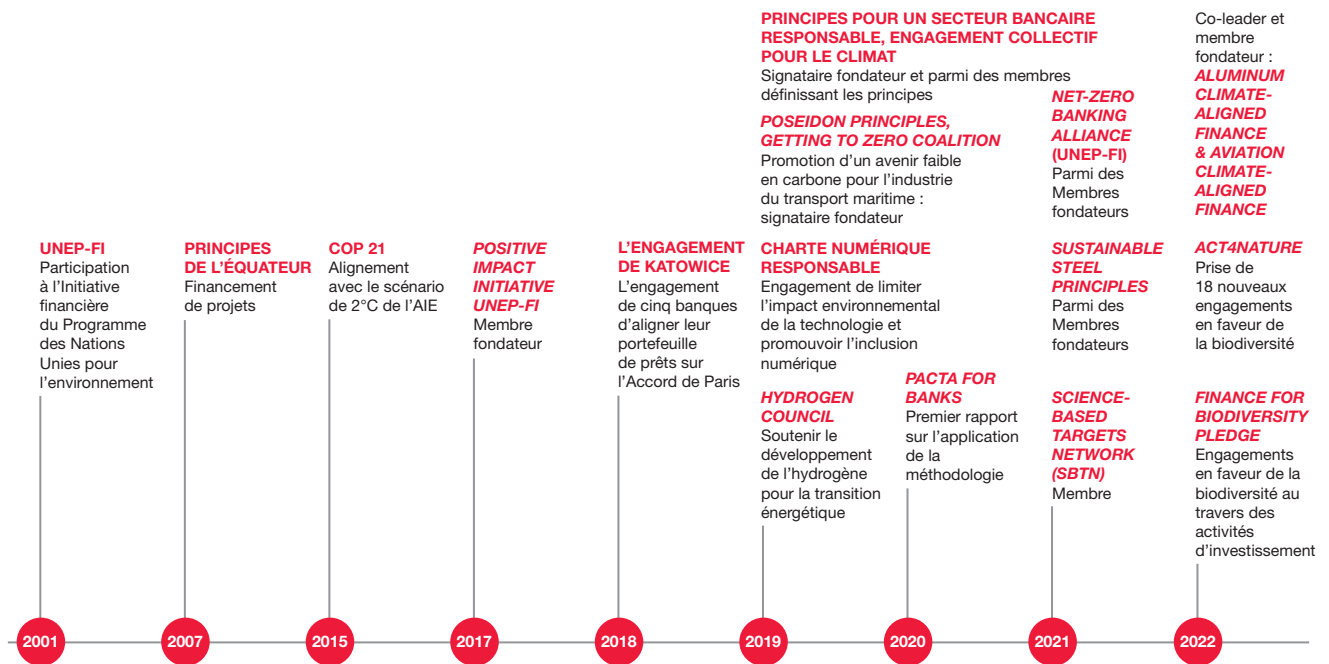 UNEP-FI
Participation
à l’Initiative
financière
du Programme
des Nations
Unies pour
l’environnement
PRINCIPES
DE L’ÉQUATEUR
Financement
de projets
COP 21
Alignement
avec le scénario
de 2°C de l’AIE
POSITIVE
IMPACT
INITIATIVE
UNEP-FI
Membre
fondateur
L’ENGAGEMENT
DE KATOWICE
L’engagement
de cinq banques
d’aligner leur
portefeuille
de prêts sur
l’Accord de Paris
PRINCIPES POUR UN SECTEUR BANCAIRE
RESPONSABLE, ENGAGEMENT COLLECTIF
POUR LE CLIMAT
Signataire fondateur et parmi des membres
définissant les principes
POSEIDON PRINCIPLES,
GETTING TO ZERO COALITION
Promotion d’un avenir faible
en carbone pour l’industrie
du transport maritime :
signataire fondateur
CHARTE NUMÉRIQUE
RESPONSABLE
Engagement de limiter
l’impact environnemental
de la technologie et
promouvoir l’inclusion
numérique
HYDROGEN
COUNCIL
Soutenir le
développement
de l’hydrogène
pour la transition
énergétique
PACTA FOR
BANKS
Premier rapport
sur l’application
de la
méthodologie
NET-ZERO
BANKING
ALLIANCE
(UNEP-FI)
Parmi des
Membres
fondateurs
SUSTAINABLE
STEEL
PRINCIPLES
Parmi des
Membres
fondateurs
SCIENCE-
BASED
TARGETS
NETWORK
(SBTN)
Membre
Co-leader et
membre
fondateur :
ALUMINUM
CLIMATE-
ALIGNED
FINANCE
& AVIATION
CLIMATE-
ALIGNED
FINANCE
ACT4NATURE
Prise de
18 nouveaux
engagements
en faveur de
la biodiversité
FINANCE FOR
BIODIVERSITY
PLEDGE
Engagements
en faveur de la
biodiversité au
travers des
activités
d’investissement
2001
2007
2015
2017
2018
2019
2020
2021
2022